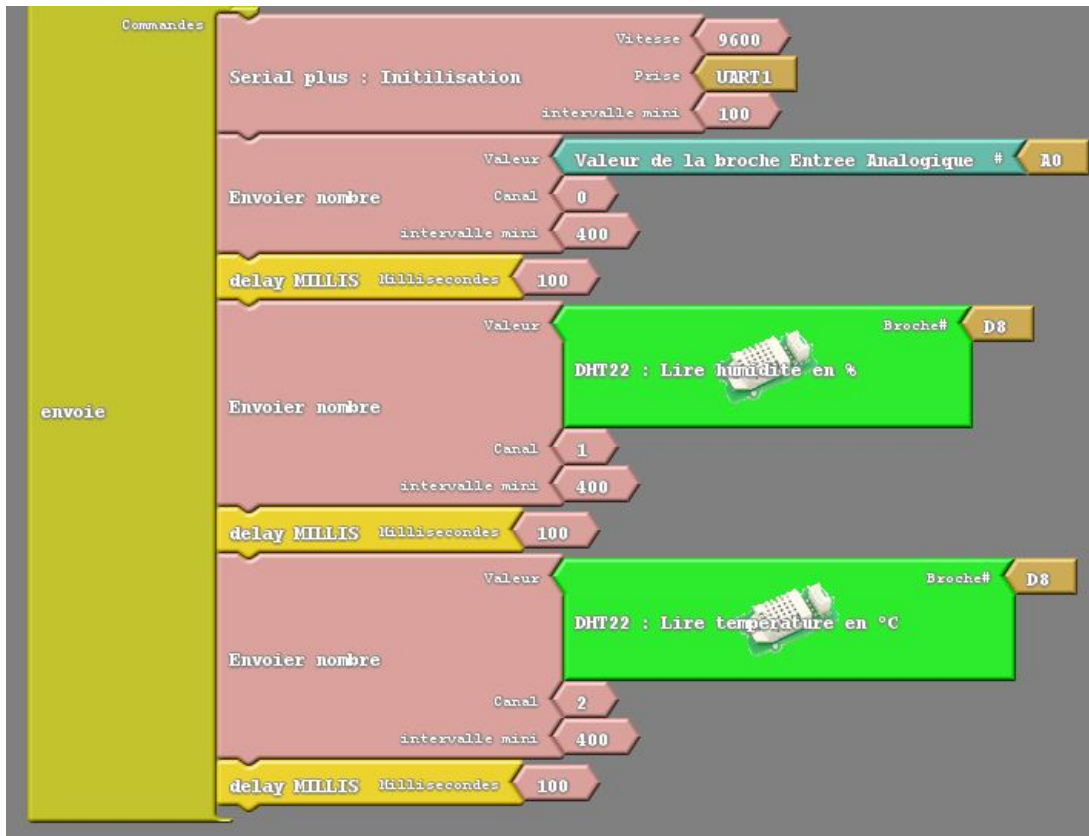 Commandes
Vitesse 9600
Serial plus : Initilisation Prise UART1
intervalle mini 100
Valeur Valeur de la broche Entree Analogique # A0
Envoier nombre Canal 0
intervalle mini 400
delay MILLIS Millisecondes 100
Valeur Broche# D8
DHT22 : Lire humidite en %
envoie
Envoier nombre
Canal 1
intervalle mini 400
delay MILLIS Millisecondes 100
Valeur Broche# D8
DHT22 : Lire température en °C
Envoier nombre
Canal 2
intervalle mini 400
delay MILLIS Millisecondes 100